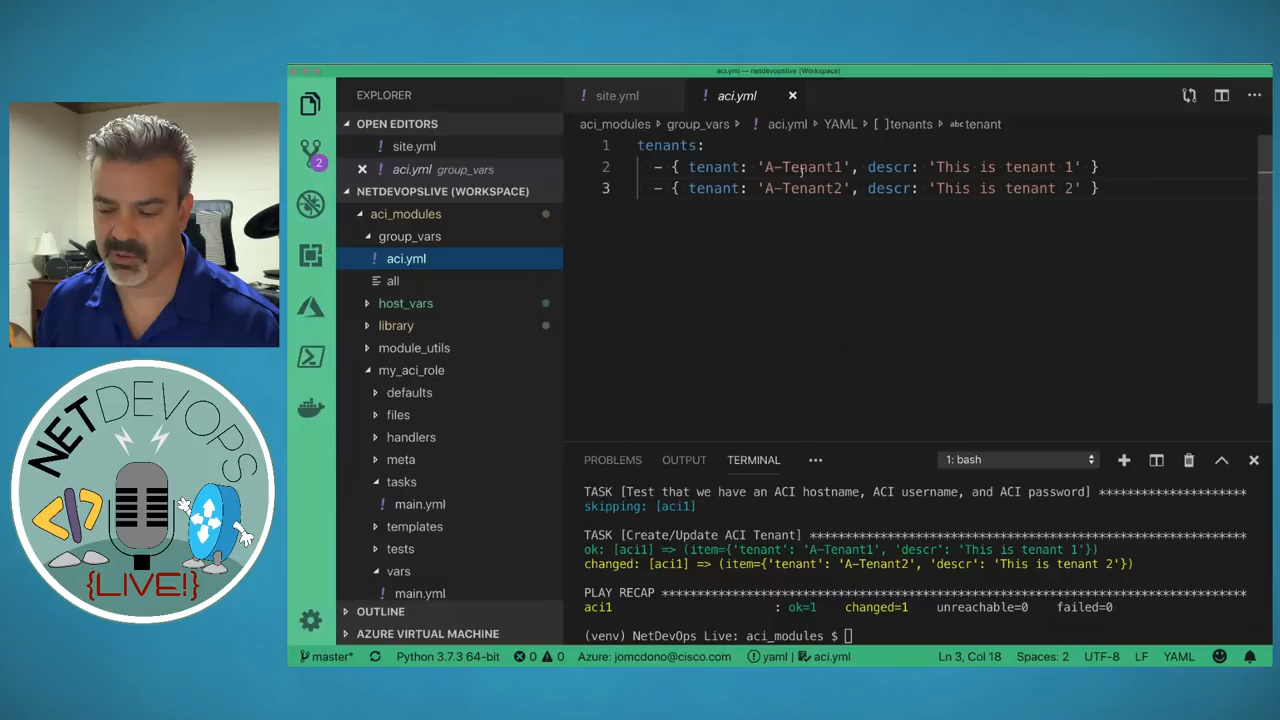 aci.yml — netdevopslive (Workspace)
EXPLORER
OPEN EDITORS
site.yml
aci.yml group_vars
NETDEVOPSLIVE (WORKSPACE)
aci_modules
group_vars
aci.yml
all
host_vars
library
module_utils
my_aci_role
defaults
files
handlers
meta
tasks
main.yml
templates
tests
vars
main.yml
OUTLINE
AZURE VIRTUAL MACHINE
2
site.yml
aci.yml
aci_modules group_vars aci.yml YAML [ ]tenants abc tenant
1 tenants:
2 - { tenant: 'A-Tenant1', descr: 'This is tenant 1' }
3 - { tenant: 'A-Tenant2', descr: 'This is tenant 2' }
PROBLEMS OUTPUT TERMINAL ••• 1: bash
TASK [Test that we have an ACI hostname, ACI username, and ACI password] *********************
skipping: [aci1]
TASK [Create/Update ACI Tenant] **************************************************************
ok: [aci1] => (item={'tenant': 'A-Tenant1', 'descr': 'This is tenant 1'})
changed: [aci1] => (item={'tenant': 'A-Tenant2', 'descr': 'This is tenant 2'})
PLAY RECAP ***********************************************************************************
aci1 : ok=1 changed=1 unreachable=0 failed=0
(venv) NetDevOps Live: aci_modules $
master* Python 3.7.3 64-bit 0 0 Azure: jomcdono@cisco.com yaml | aci.yml Ln 3, Col 18 Spaces: 2 UTF-8 LF YAML
NETDEVOPS
</>
{LIVE!}